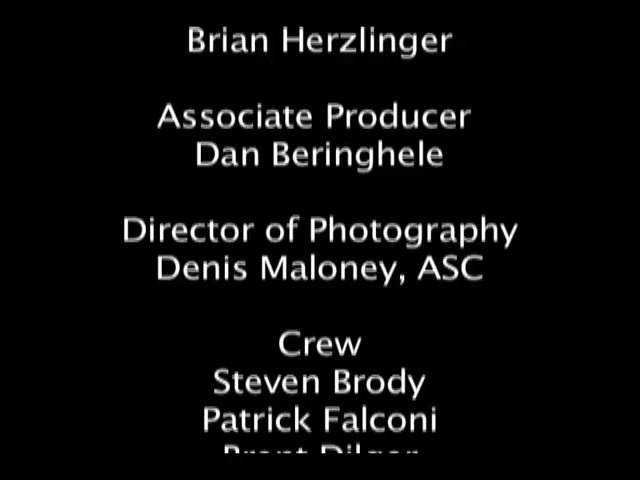 Brian Herzlinger
Associate Producer
Dan Beringhele
Director of Photography
Denis Maloney, ASC
Crew
Steven Brody
Patrick Falconi